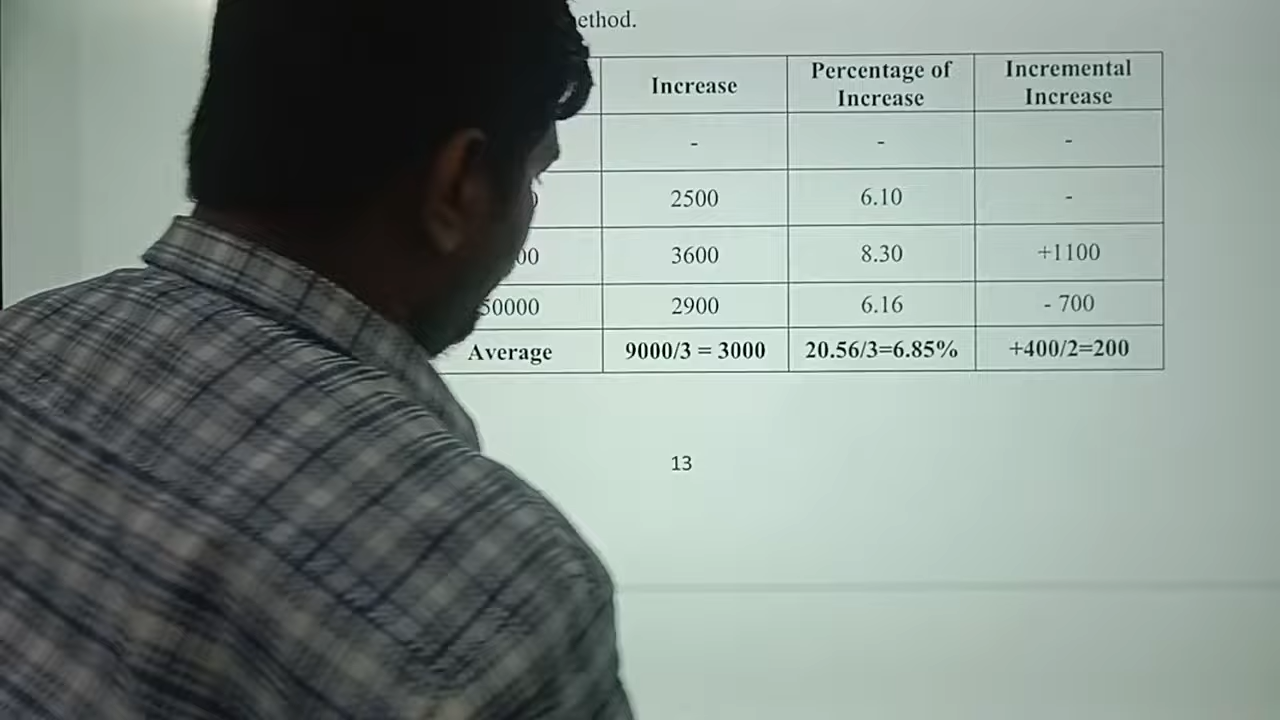 ethod.
Increase Percentage of Increase Incremental Increase
- - -
2500 6.10 -
00 3600 8.30 +1100
50000 2900 6.16 - 700
Average 9000/3 = 3000 20.56/3=6.85% +400/2=200
13